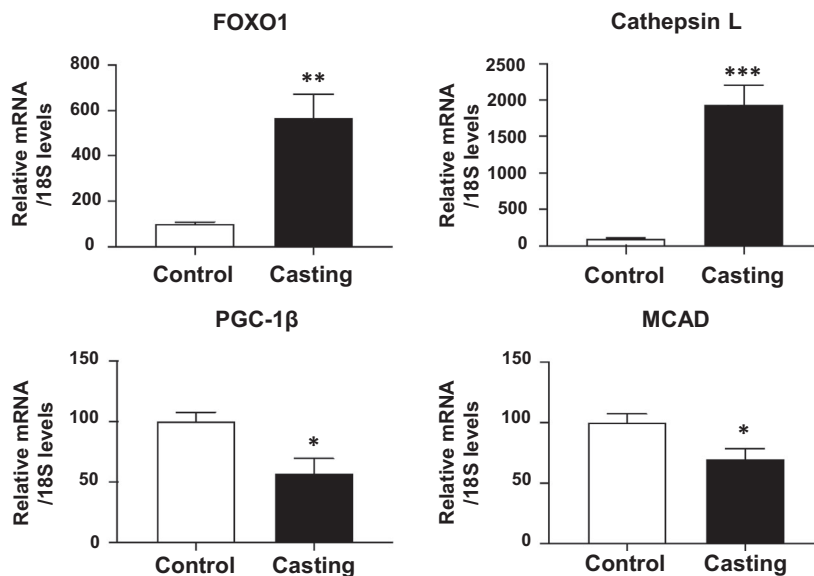 FOXO1
Relative mRNA
/18S levels
800
600
400
200
0
**
Control Casting
Cathepsin L
Relative mRNA
/18S levels
2500
2000
1500
1000
500
0
***
Control Casting
PGC-1β
Relative mRNA
/18S levels
150
100
50
0
*
Control Casting
MCAD
Relative mRNA
/18S levels
150
100
50
0
*
Control Casting